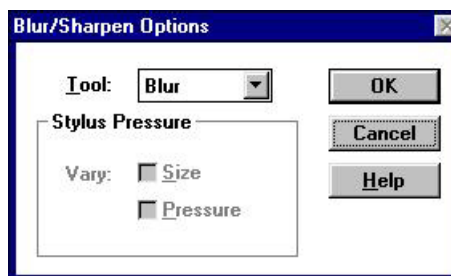 Blur/Sharpen Options
Tool: Blur OK
Stylus Pressure
Cancel
Vary: Size
Help
Pressure